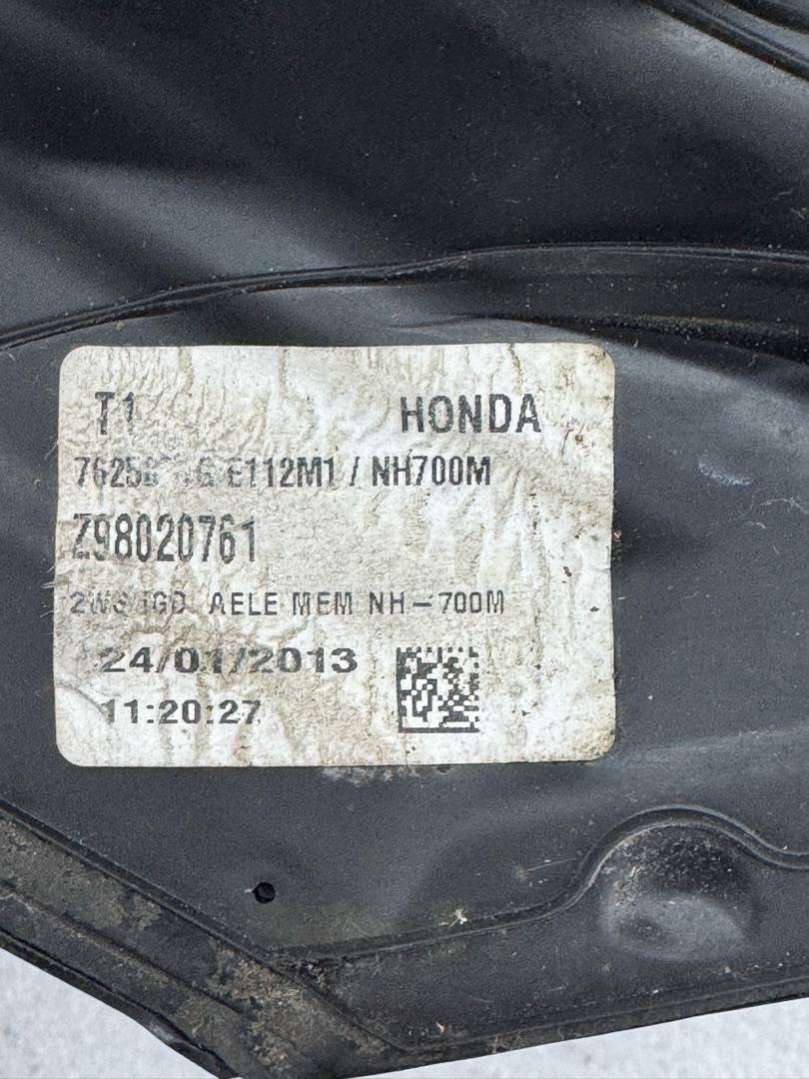 T1 HONDA
E112M1 / NH700M
Z98020761
AELE MEM NH-700M
24/01/2013
11:20:27